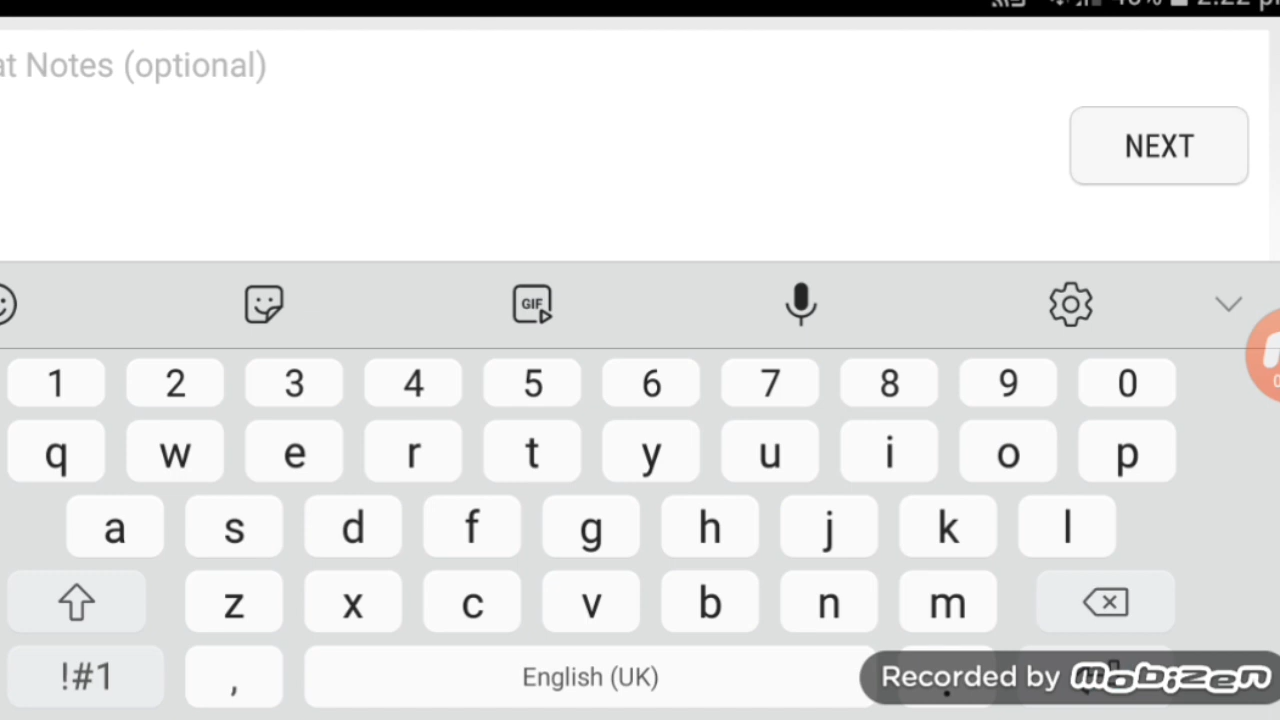 at Notes (optional)
NEXT
GIF
1 2 3 4 5 6 7 8 9 0
q w e r t y u i o p
a s d f g h j k l
z x c v b n m
!#1 , English (UK) .
Recorded by mobizen